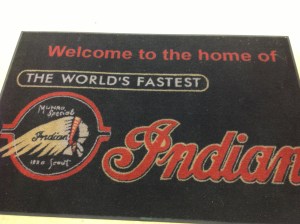 Welcome to the home of
THE WORLD'S FASTEST
Munro Special
Indian
1920 Scout
Indian